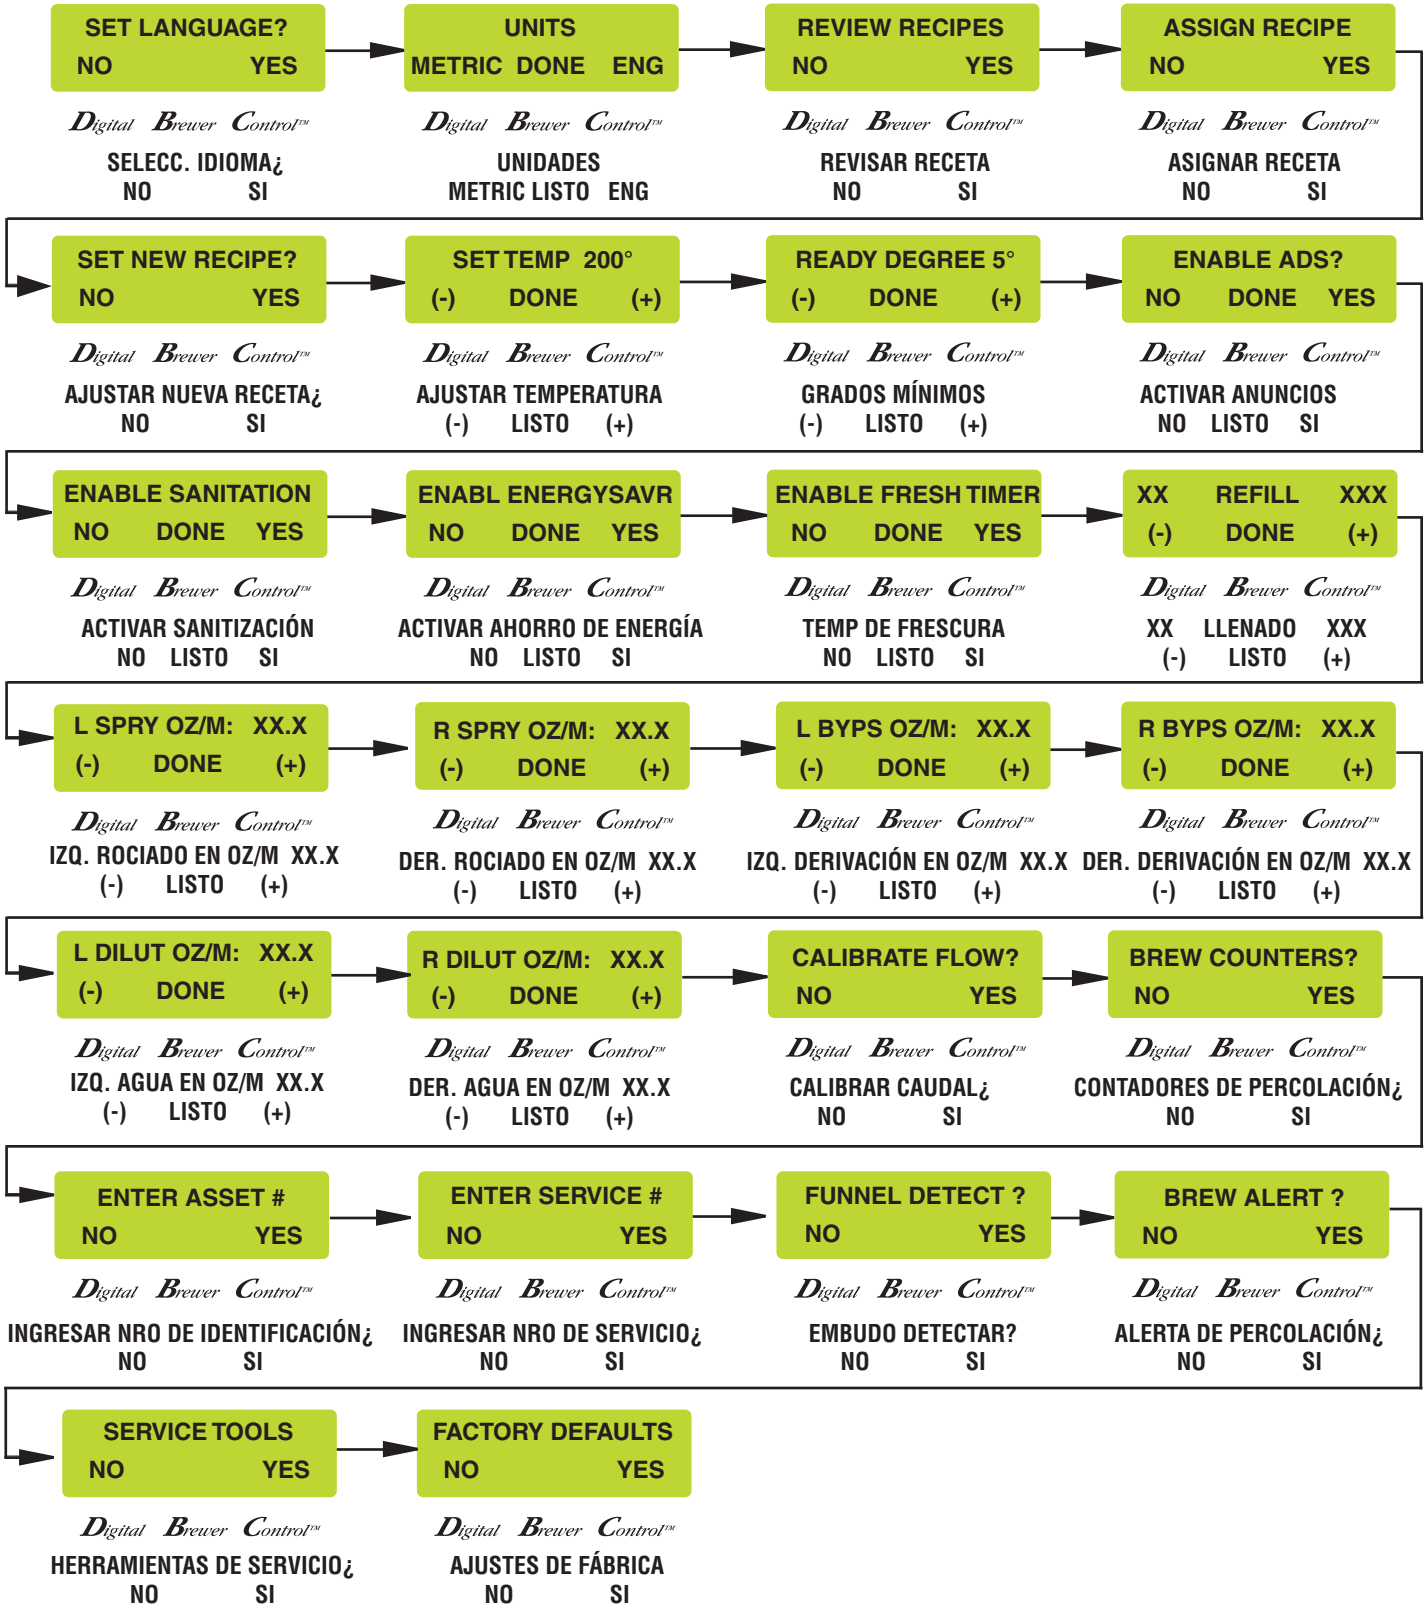 SET LANGUAGE?
NO YES
Digital Brewer Control™
SELECC. IDIOMA¿
NO SI
UNITS
METRIC DONE ENG
Digital Brewer Control™
UNIDADES
METRIC LISTO ENG
REVIEW RECIPES
NO YES
Digital Brewer Control™
REVISAR RECETA
NO SI
ASSIGN RECIPE
NO YES
Digital Brewer Control™
ASIGNAR RECETA
NO SI
SET NEW RECIPE?
NO YES
Digital Brewer Control™
AJUSTAR NUEVA RECETA¿
NO SI
SET TEMP 200°
(-) DONE (+)
Digital Brewer Control™
AJUSTAR TEMPERATURA
(-) LISTO (+)
READY DEGREE 5°
(-) DONE (+)
Digital Brewer Control™
GRADOS MÍNIMOS
(-) LISTO (+)
ENABLE ADS?
NO DONE YES
Digital Brewer Control™
ACTIVAR ANUNCIOS
NO LISTO SI
ENABLE SANITATION
NO DONE YES
Digital Brewer Control™
ACTIVAR SANITIZACIÓN
NO LISTO SI
ENABL ENERGYSAVR
NO DONE YES
Digital Brewer Control™
ACTIVAR AHORRO DE ENERGÍA
NO LISTO SI
ENABLE FRESH TIMER
NO DONE YES
Digital Brewer Control™
TEMP DE FRESCURA
NO LISTO SI
XX REFILL XXX
(-) DONE (+)
Digital Brewer Control™
XX LLENADO XXX
(-) LISTO (+)
L SPRY OZ/M: XX.X
(-) DONE (+)
Digital Brewer Control™
IZQ. ROCIADO EN OZ/M XX.X
(-) LISTO (+)
R SPRY OZ/M: XX.X
(-) DONE (+)
Digital Brewer Control™
DER. ROCIADO EN OZ/M XX.X
(-) LISTO (+)
L BYPS OZ/M: XX.X
(-) DONE (+)
Digital Brewer Control™
IZQ. DERIVACIÓN EN OZ/M XX.X
(-) LISTO (+)
R BYPS OZ/M: XX.X
(-) DONE (+)
Digital Brewer Control™
DER. DERIVACIÓN EN OZ/M XX.X
(-) LISTO (+)
L DILUT OZ/M: XX.X
(-) DONE (+)
Digital Brewer Control™
IZQ. AGUA EN OZ/M XX.X
(-) LISTO (+)
R DILUT OZ/M: XX.X
(-) DONE (+)
Digital Brewer Control™
DER. AGUA EN OZ/M XX.X
(-) LISTO (+)
CALIBRATE FLOW?
NO YES
Digital Brewer Control™
CALIBRAR CAUDAL¿
NO SI
BREW COUNTERS?
NO YES
Digital Brewer Control™
CONTADORES DE PERCOLACIÓN¿
NO SI
ENTER ASSET #
NO YES
Digital Brewer Control™
INGRESAR NRO DE IDENTIFICACIÓN¿
NO SI
ENTER SERVICE #
NO YES
Digital Brewer Control™
INGRESAR NRO DE SERVICIO¿
NO SI
FUNNEL DETECT ?
NO YES
Digital Brewer Control™
EMBUDO DETECTAR?
NO SI
BREW ALERT ?
NO YES
Digital Brewer Control™
ALERTA DE PERCOLACIÓN¿
NO SI
SERVICE TOOLS
NO YES
Digital Brewer Control™
HERRAMIENTAS DE SERVICIO¿
NO SI
FACTORY DEFAULTS
NO YES
Digital Brewer Control™
AJUSTES DE FÁBRICA
NO SI